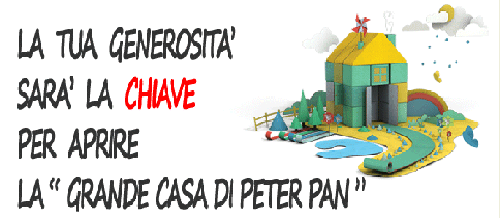 LA TUA GENEROSITA'
SARA' LA CHIAVE
PER APRIRE
LA " GRANDE CASA DI PETER PAN "